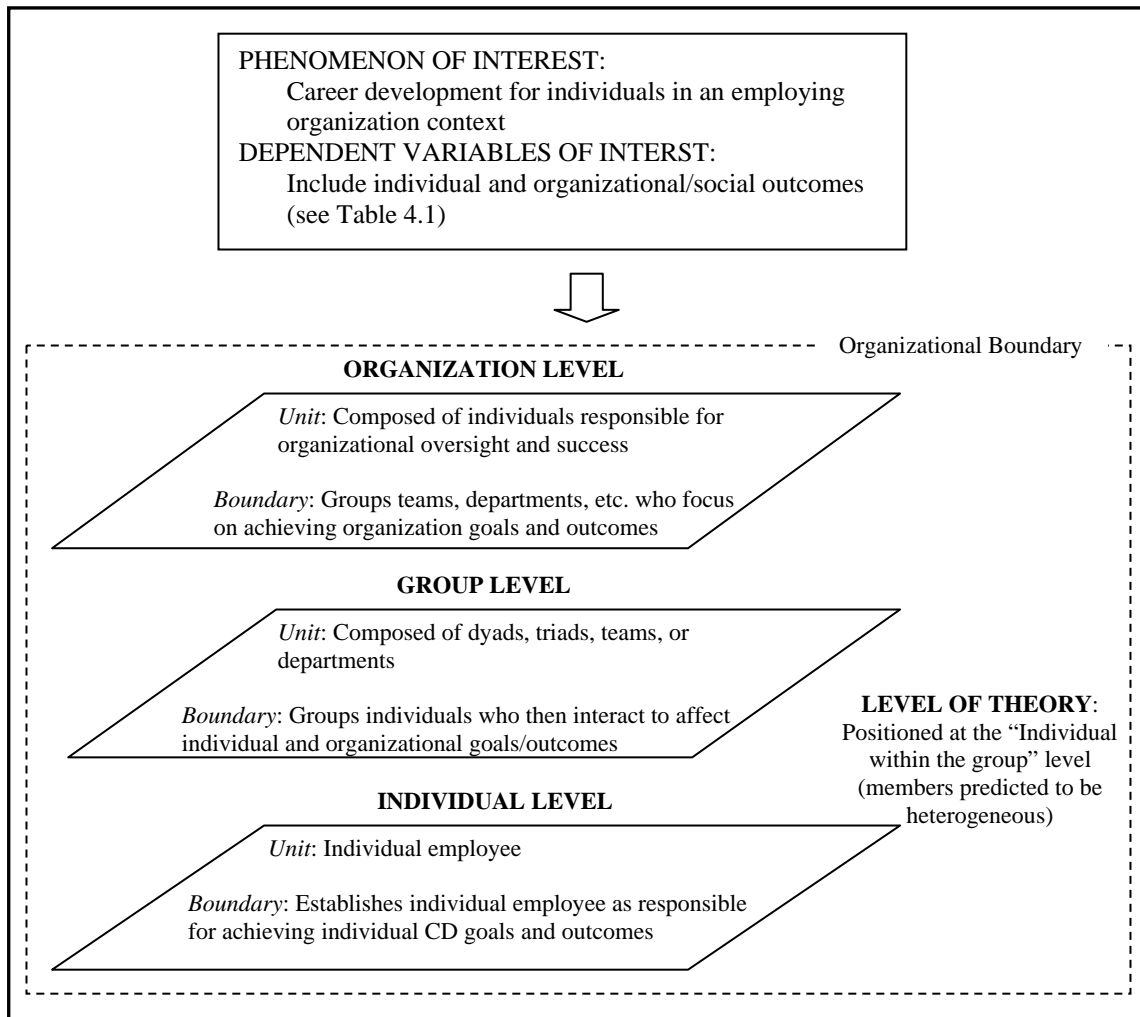 PHENOMENON OF INTEREST:
Career development for individuals in an employing
organization context
DEPENDENT VARIABLES OF INTERST:
Include individual and organizational/social outcomes
(see Table 4.1)
Organizational Boundary
ORGANIZATION LEVEL
Unit: Composed of individuals responsible for
organizational oversight and success
Boundary: Groups teams, departments, etc. who focus
on achieving organization goals and outcomes
GROUP LEVEL
Unit: Composed of dyads, triads, teams, or
departments
Boundary: Groups individuals who then interact to affect
individual and organizational goals/outcomes
LEVEL OF THEORY:
Positioned at the “Individual
within the group” level
(members predicted to be
heterogeneous)
INDIVIDUAL LEVEL
Unit: Individual employee
Boundary: Establishes individual employee as responsible
for achieving individual CD goals and outcomes